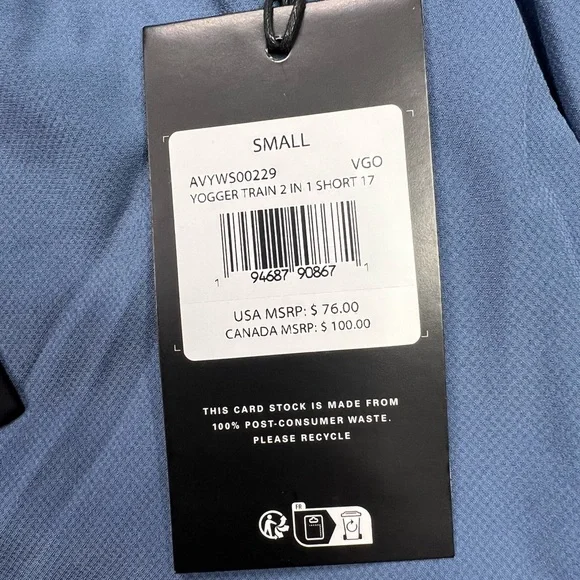 SMALL
AVYWS00229 VGO
YOGGER TRAIN 2 IN 1 SHORT 17
1 94687 90867 1
USA MSRP: $ 76.00
CANADA MSRP: $ 100.00
THIS CARD STOCK IS MADE FROM
100% POST-CONSUMER WASTE.
PLEASE RECYCLE
FR